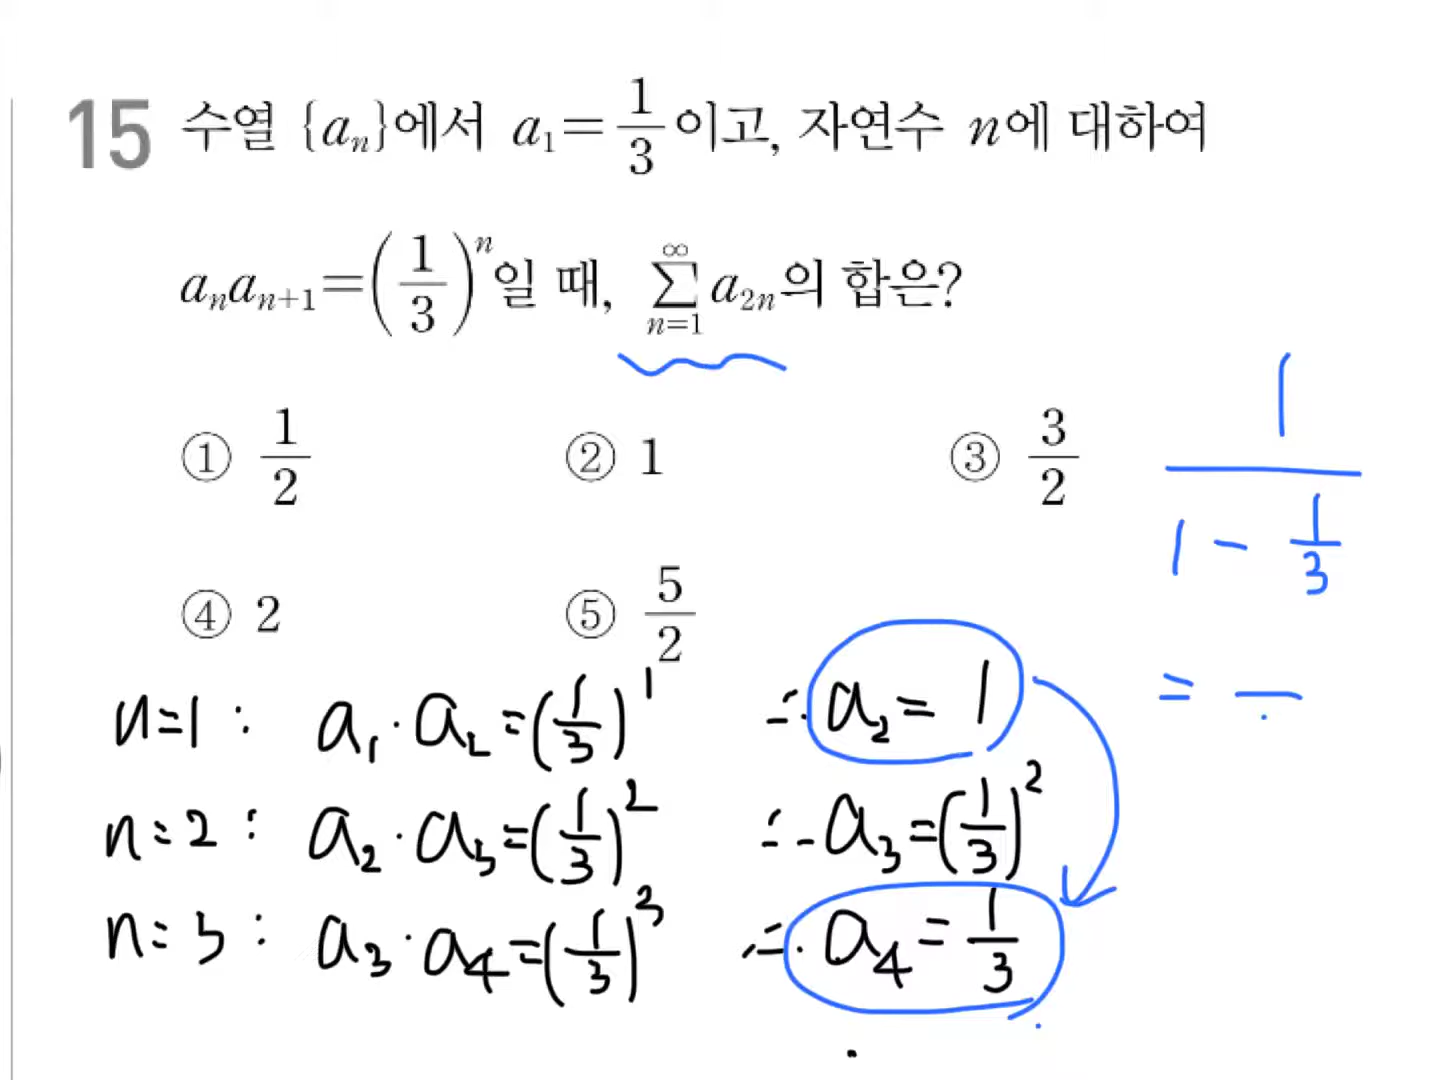 15 수열 {aₙ}에서 a₁=1/3이고, 자연수 n에 대하여
aₙaₙ₊₁=(1/3)ⁿ일 때, ∑_{n=1}^{∞} a₂ₙ의 합은?
① 1/2 ② 1 ③ 3/2
④ 2 ⑤ 5/2
1/(1-1/3)
= —
n=1 : a₁·a₂=(1/3)¹ ∴ a₂=1
n=2 : a₂·a₃=(1/3)² ∴ a₃=(1/3)²
n=3 : a₃·a₄=(1/3)³ ∴ a₄=1/3